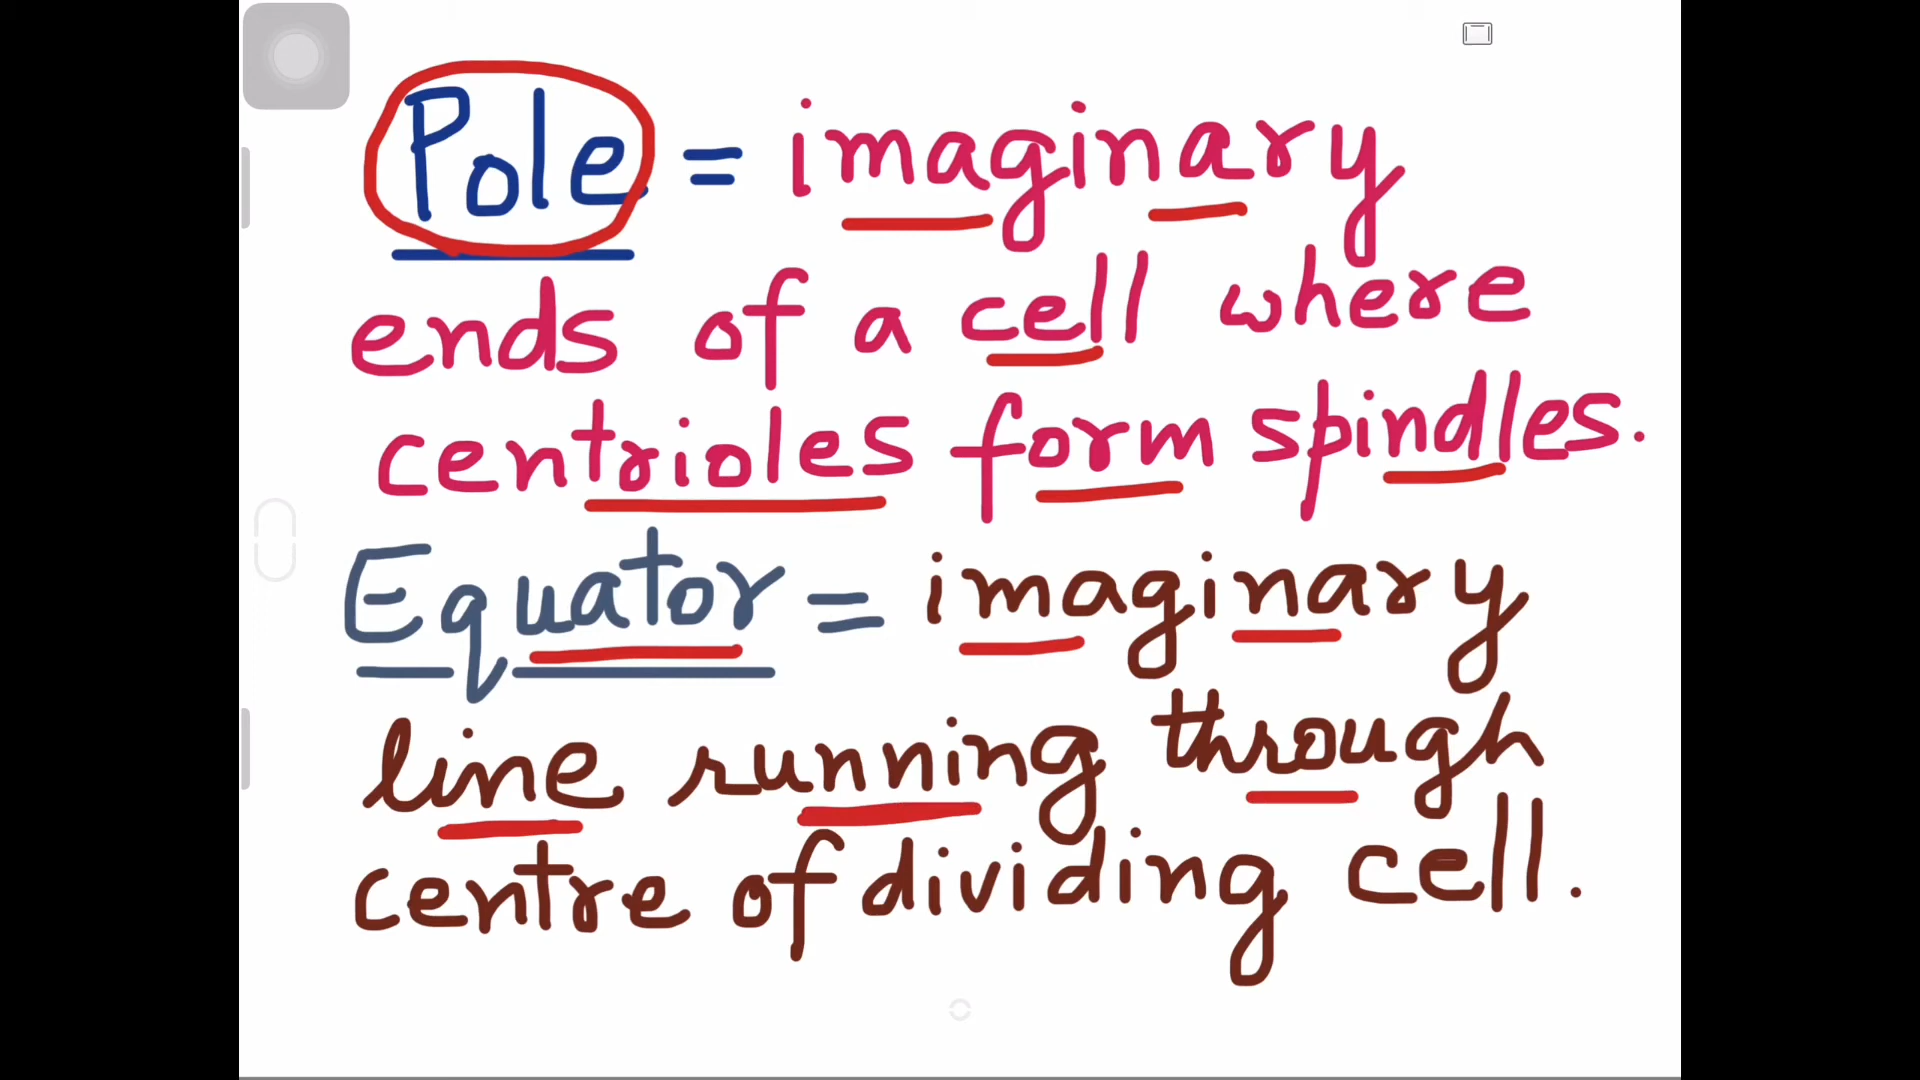 Pole = imaginary
ends of a cell where
centrioles form spindles.
Equator = imaginary
line running through
centre of dividing cell.